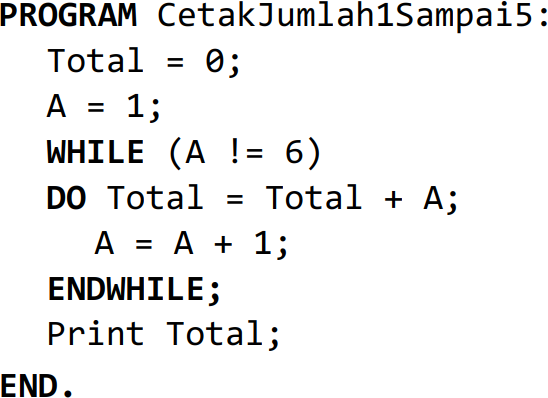 PROGRAM CetakJumlah1Sampai5:
Total = 0;
A = 1;
WHILE (A != 6)
DO Total = Total + A;
A = A + 1;
ENDWHILE;
Print Total;
END.